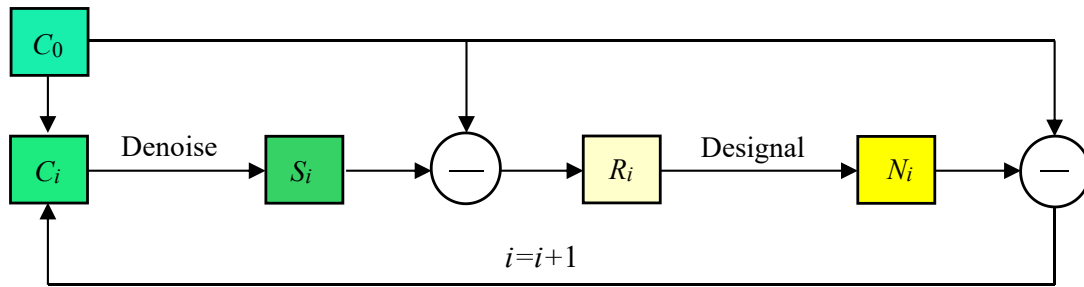 C₀
Cᵢ
Denoise
Sᵢ
—
Rᵢ
Designal
Nᵢ
—
i=i+1